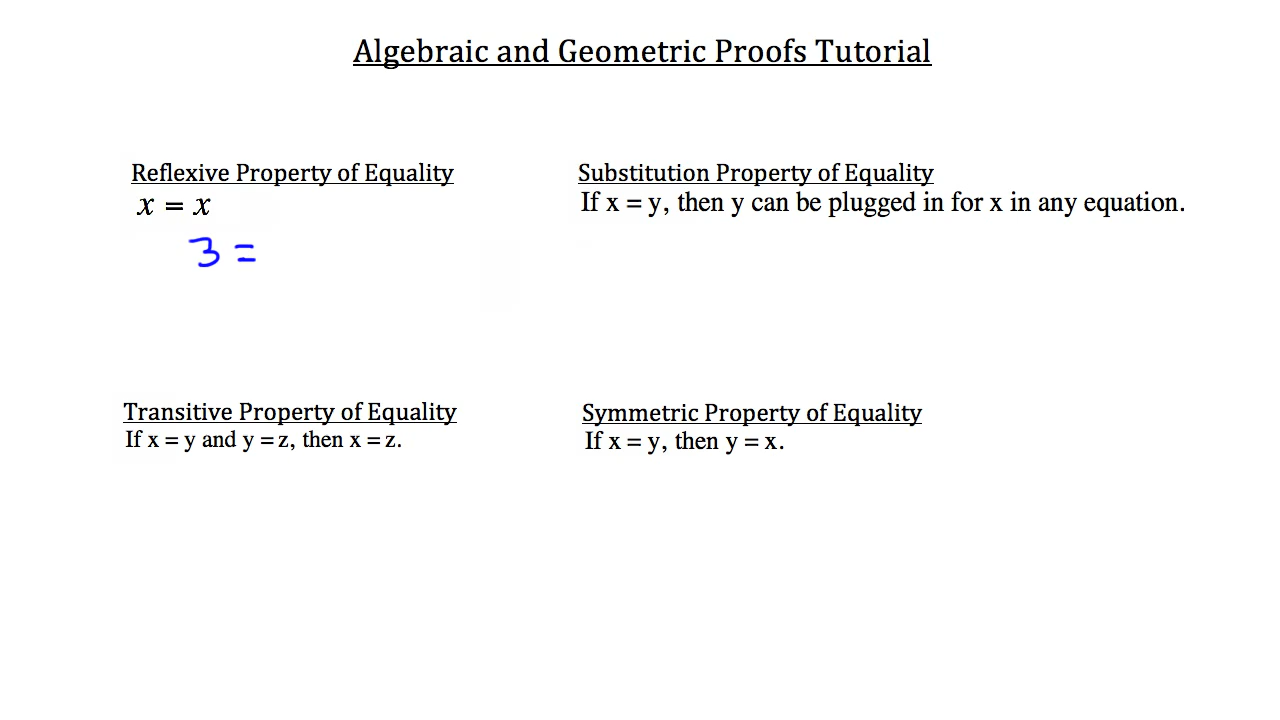 Algebraic and Geometric Proofs Tutorial
Reflexive Property of Equality
x = x
3 =
Substitution Property of Equality
If x = y, then y can be plugged in for x in any equation.
Transitive Property of Equality
If x = y and y = z, then x = z.
Symmetric Property of Equality
If x = y, then y = x.